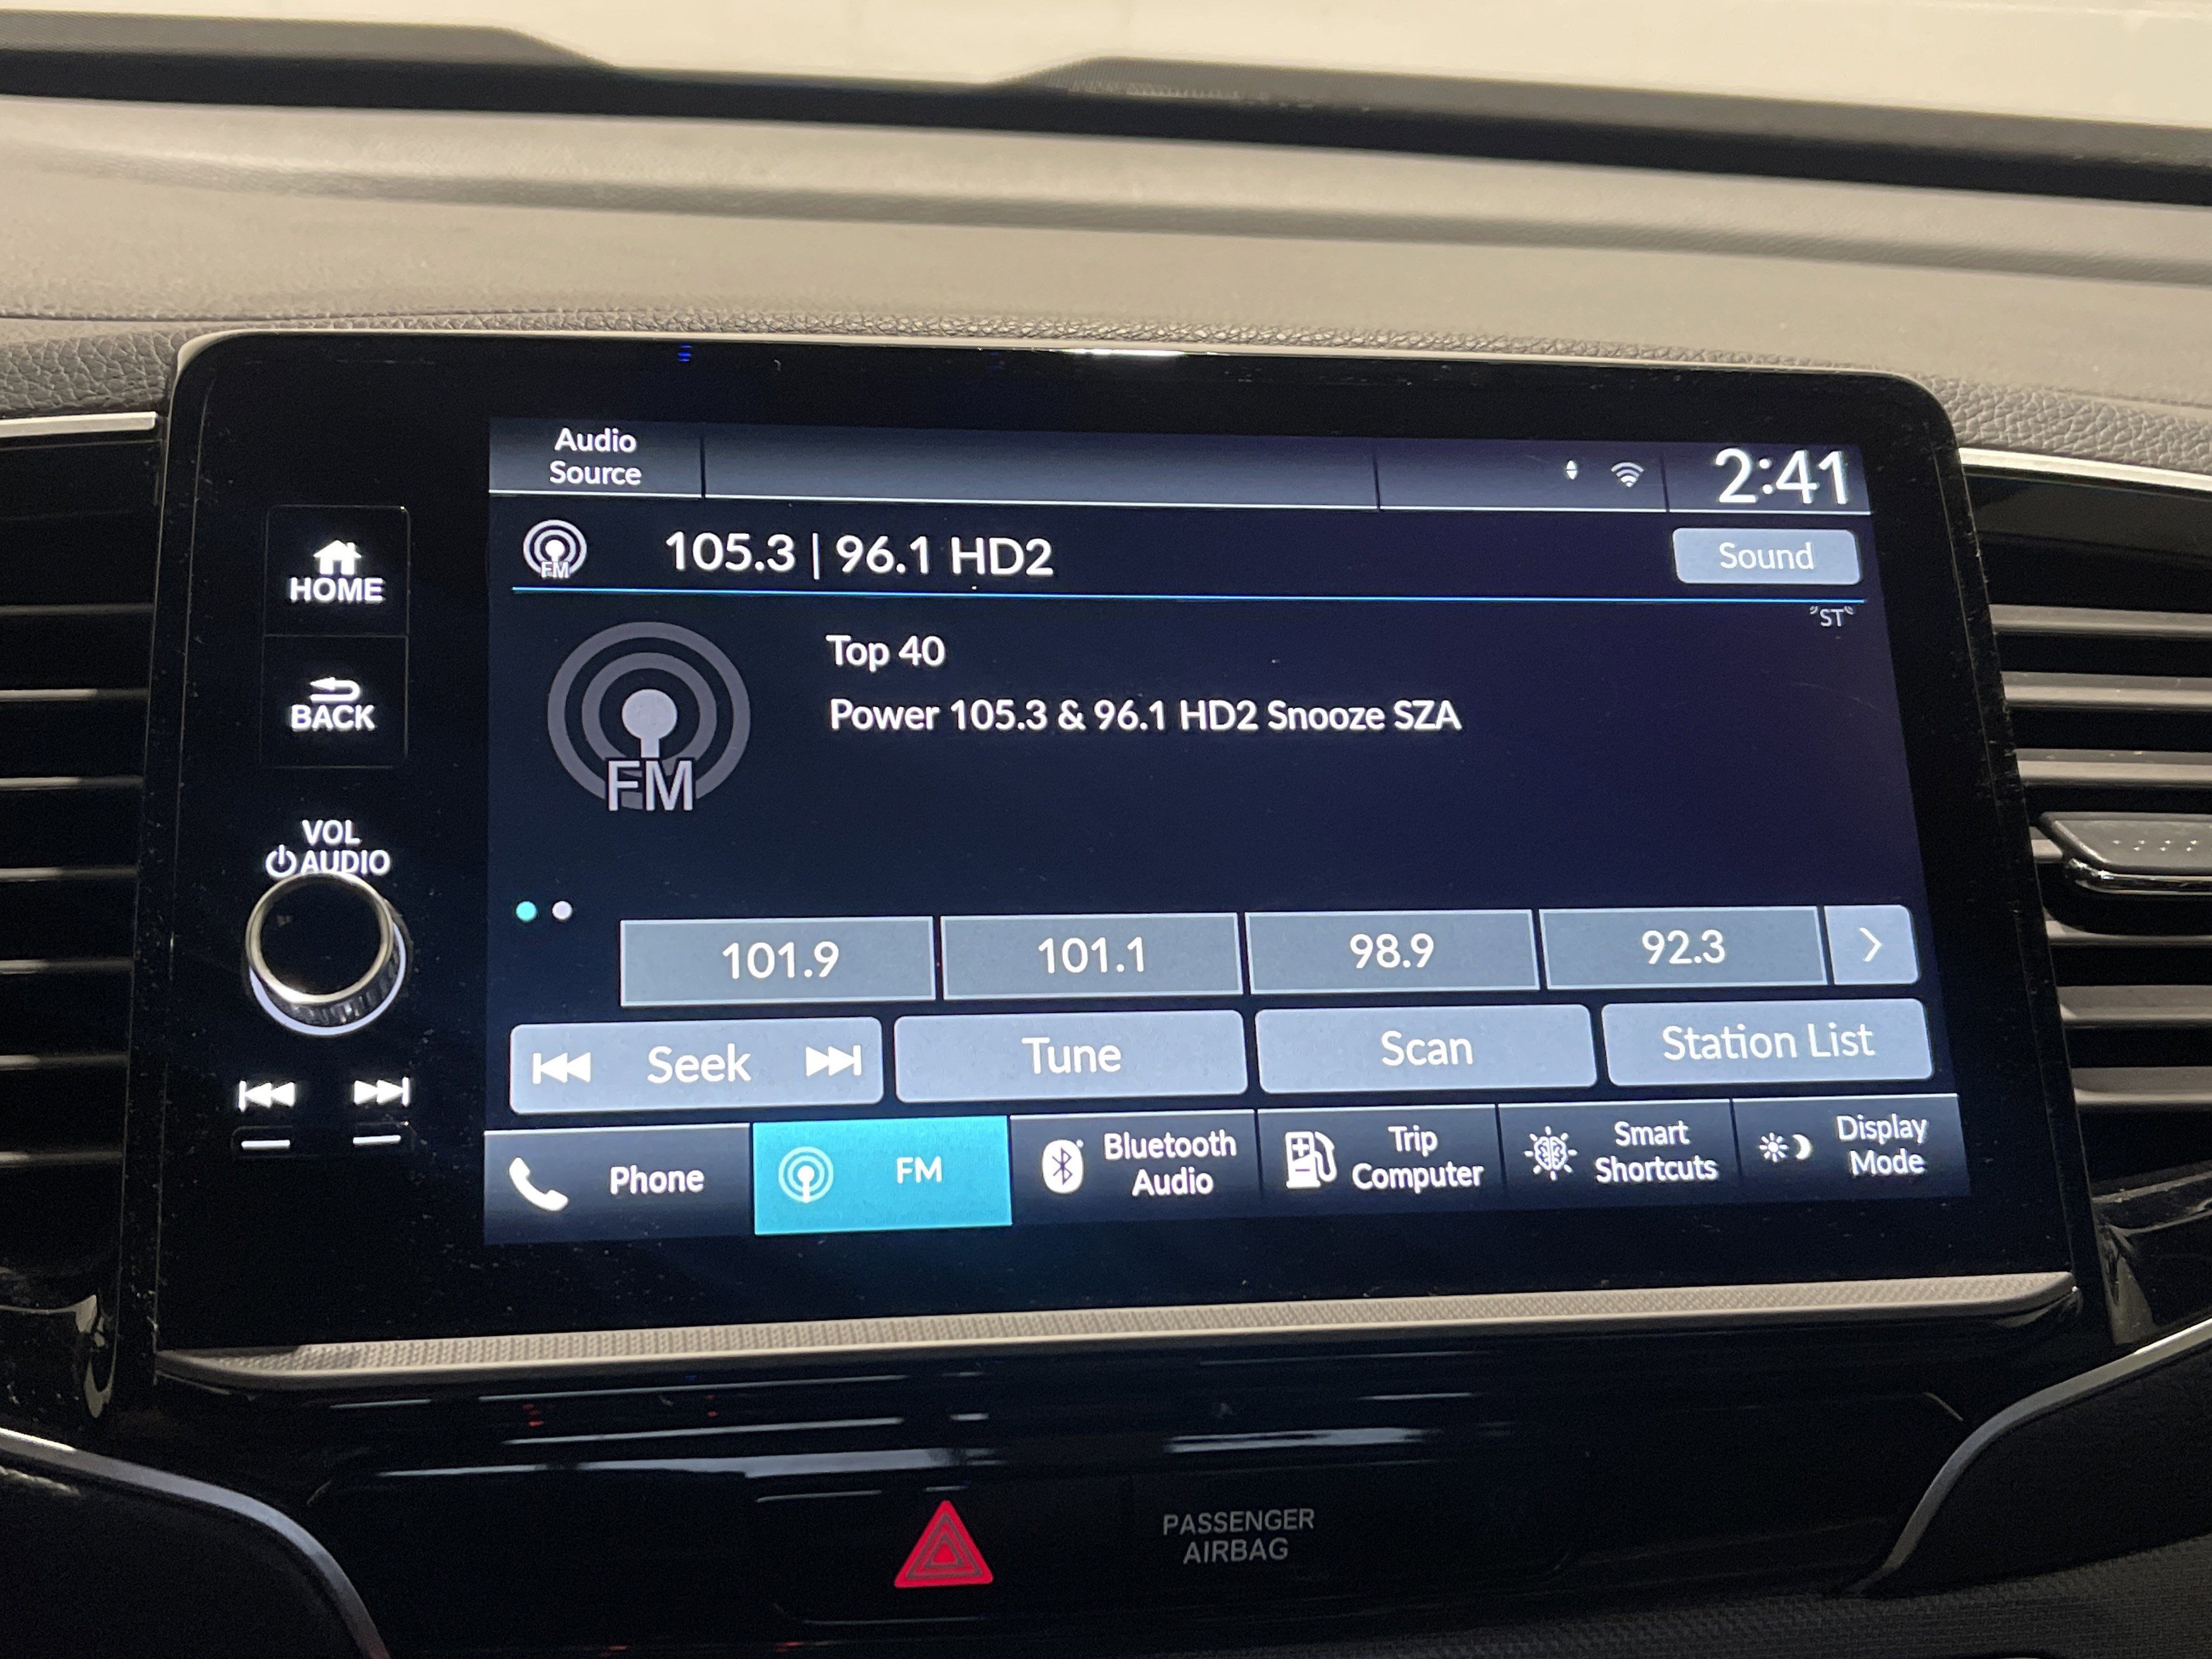 Audio
Source
2:41
FM
105.3 | 96.1 HD2
Sound
ST
Top 40
Power 105.3 & 96.1 HD2 Snooze SZA
FM
HOME
BACK
VOL
AUDIO
101.9
101.1
98.9
92.3
Seek
Tune
Scan
Station List
Phone
FM
Bluetooth
Audio
Trip
Computer
Smart
Shortcuts
Display
Mode
PASSENGER
AIRBAG